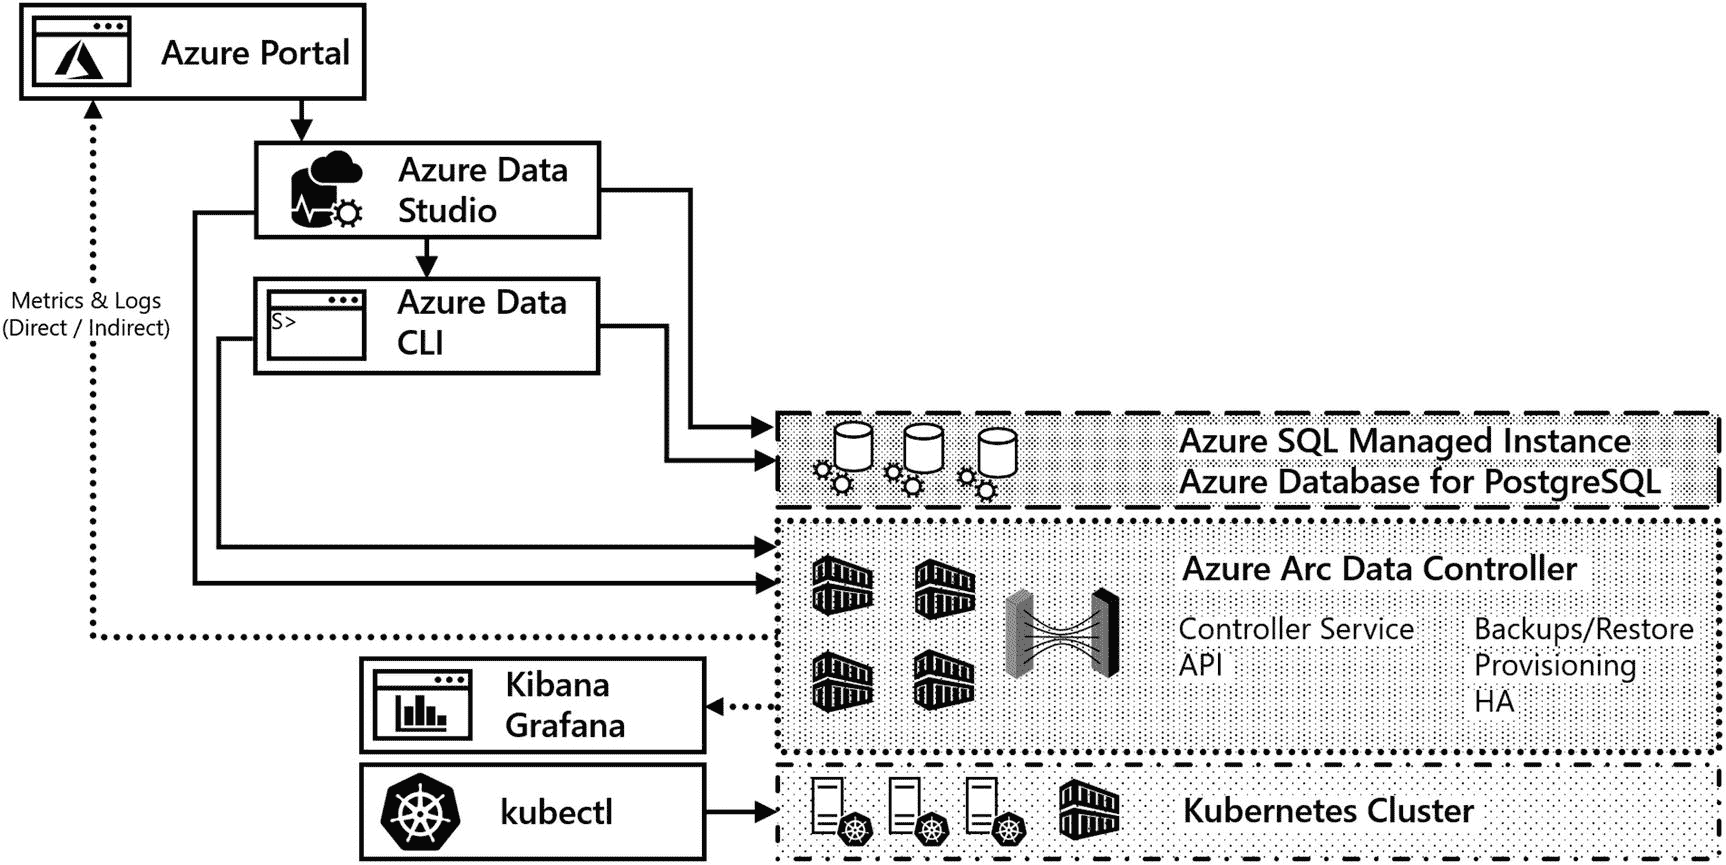 Azure Portal
Azure Data
Studio
Metrics & Logs
(Direct / Indirect)
S>
Azure Data
CLI
Azure SQL Managed Instance
Azure Database for PostgreSQL
Azure Arc Data Controller
Controller Service
API
Backups/Restore
Provisioning
HA
Kibana
Grafana
kubectl
Kubernetes Cluster